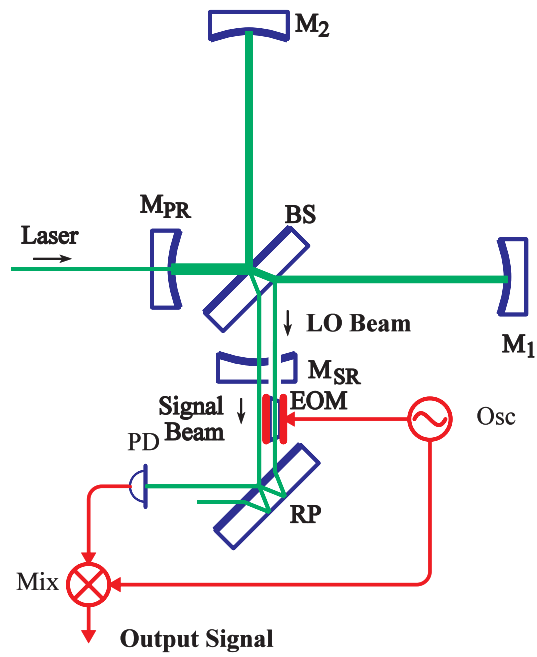 M2
MPR
BS
Laser
LO Beam
M1
MSR
EOM
Signal
Beam
Osc
PD
RP
Mix
Output Signal